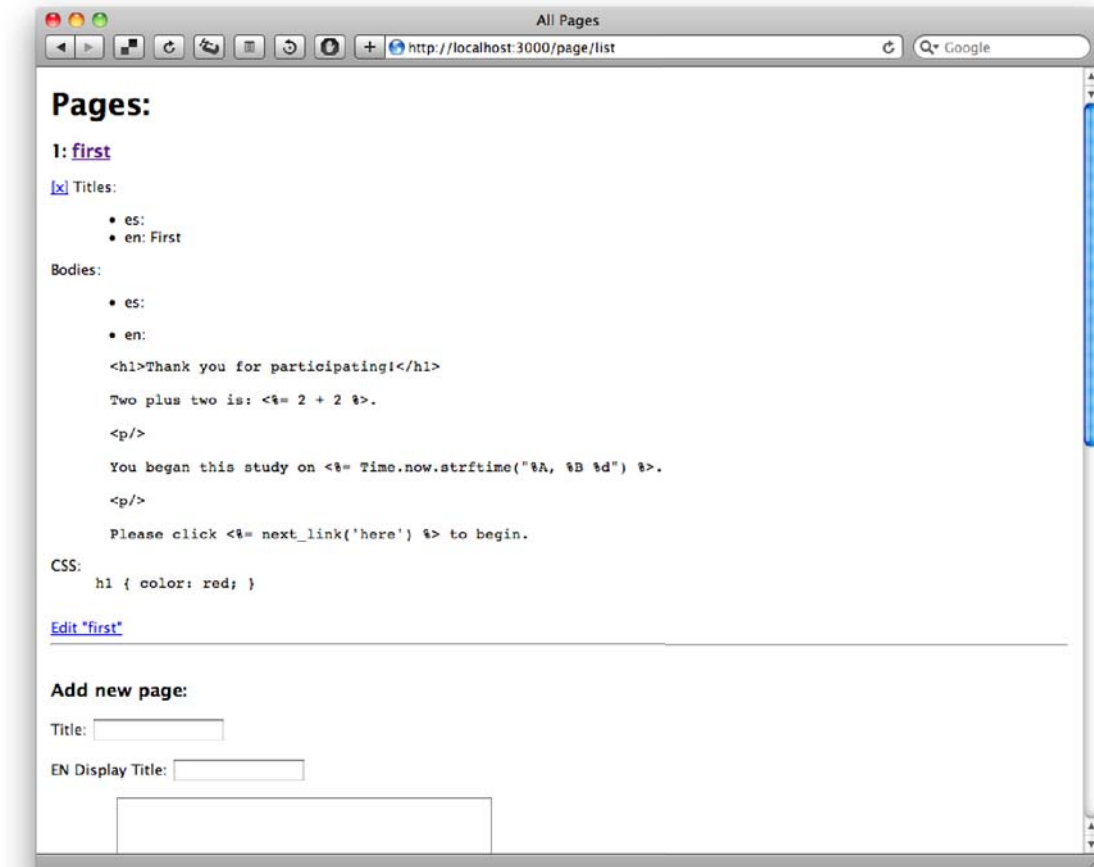 All Pages
http://localhost:3000/page/list
Google
Pages:
1: first
[x] Titles:
• es:
• en: First
Bodies:
• es:
• en:
<h1>Thank you for participating!</h1>
Two plus two is: <%= 2 + 2 %>.
<p/>
You began this study on <%= Time.now.strftime("%A, %B %d") %>.
<p/>
Please click <%= next_link('here') %> to begin.
CSS:
h1 { color: red; }
Edit "first"
Add new page:
Title:
EN Display Title: